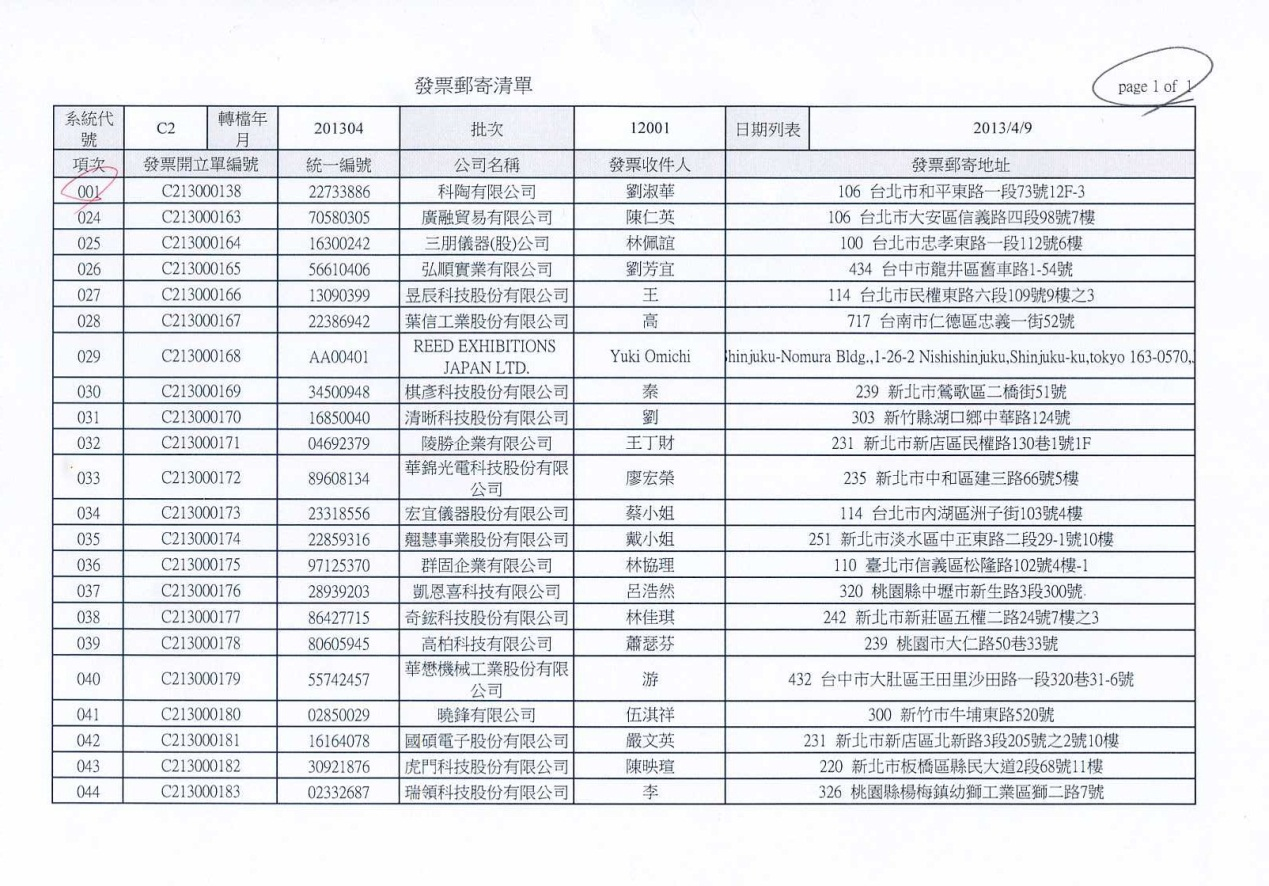 發票郵寄清單
page 1 of 1
系統代號 C2 轉檔年月 201304 批次 12001 日期列表 2013/4/9
項次 發票開立單編號 統一編號 公司名稱 發票收件人 發票郵寄地址
001 C213000138 22733886 科陶有限公司 劉淑華 106 台北市和平東路一段73號12F-3
024 C213000163 70580305 廣融貿易有限公司 陳仁英 106 台北市大安區信義路四段98號7樓
025 C213000164 16300242 三朋儀器(股)公司 林佩誼 100 台北市忠孝東路一段112號6樓
026 C213000165 56610406 弘順實業有限公司 劉芳宜 434 台中市龍井區舊車路1-54號
027 C213000166 13090399 昱辰科技股份有限公司 王 114 台北市民權東路六段109號9樓之3
028 C213000167 22386942 葉信工業股份有限公司 高 717 台南市仁德區忠義一街52號
029 C213000168 AA00401 REED EXHIBITIONS JAPAN LTD. Yuki Omichi hinjuku-Nomura Bldg.,1-26-2 Nishishinjuku,Shinjuku-ku,tokyo 163-0570,
030 C213000169 34500948 棋彥科技股份有限公司 秦 239 新北市鶯歌區二橋街51號
031 C213000170 16850040 清晰科技股份有限公司 劉 303 新竹縣湖口鄉中華路124號
032 C213000171 04692379 陵勝企業有限公司 王丁財 231 新北市新店區民權路130巷1號1F
033 C213000172 89608134 華錦光電科技股份有限公司 廖宏榮 235 新北市中和區建三路66號5樓
034 C213000173 23318556 宏宜儀器股份有限公司 蔡小姐 114 台北市內湖區洲子街103號4樓
035 C213000174 22859316 翹慧事業股份有限公司 戴小姐 251 新北市淡水區中正東路二段29-1號10樓
036 C213000175 97125370 群固企業有限公司 林協理 110 臺北市信義區松隆路102號4樓-1
037 C213000176 28939203 凱恩喜科技有限公司 呂浩然 320 桃園縣中壢市新生路3段300號
038 C213000177 86427715 奇鋐科技股份有限公司 林佳琪 242 新北市新莊區五權二路24號7樓之3
039 C213000178 80605945 高柏科技有限公司 蕭瑟芬 239 桃園市大仁路50巷33號
040 C213000179 55742457 華懋機械工業股份有限公司 游 432 台中市大肚區王田里沙田路一段320巷31-6號
041 C213000180 02850029 曉鋒有限公司 伍淇祥 300 新竹市牛埔東路520號
042 C213000181 16164078 國碩電子股份有限公司 嚴文英 231 新北市新店區北新路3段205號之2號10樓
043 C213000182 30921876 虎門科技股份有限公司 陳映瑄 220 新北市板橋區縣民大道2段68號11樓
044 C213000183 02332687 瑞領科技股份有限公司 李 326 桃園縣楊梅鎮幼獅工業區獅二路7號